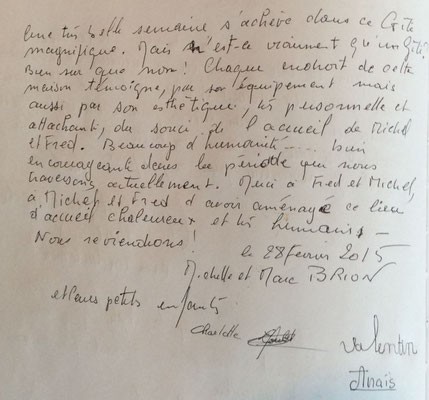 Une très belle semaine s'achève dans ce Gîte
magnifique. Mais n'est-ce vraiment qu'un Gîte?
Bien sur que non! Chaque endroit de cette
maison témoigne, par son équipement mais
aussi par son esthétique, très personnelle et
attachante, du souci de l'accueil de Michel
et Fred. Beaucoup d'humanité .... bien
encourageante dans la période que nous
traversons actuellement. Merci à Fred et Michel,
à Michel et Fred d'avoir aménagé ce lieu
d'accueil chaleureux et très humains
Nous reviendrons!
le 28 Février 2015
Michelle et Marc BRION
et leurs petits enfants
Charlotte
Valentin
Anaïs